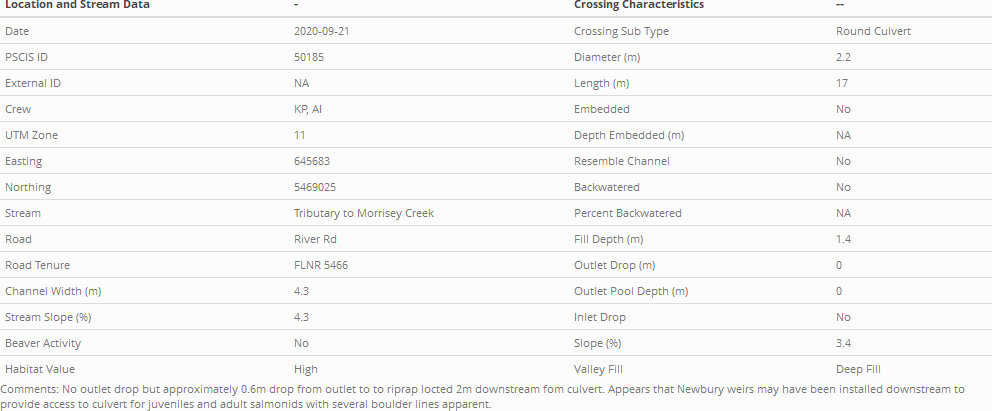 Location and Stream Data - Crossing Characteristics --
Date 2020-09-21 Crossing Sub Type Round Culvert
PSCIS ID 50185 Diameter (m) 2.2
External ID NA Length (m) 17
Crew KP, AI Embedded No
UTM Zone 11 Depth Embedded (m) NA
Easting 645683 Resemble Channel No
Northing 5469025 Backwatered No
Stream Tributary to Morrisey Creek Percent Backwatered NA
Road River Rd Fill Depth (m) 1.4
Road Tenure FLNR 5466 Outlet Drop (m) 0
Channel Width (m) 4.3 Outlet Pool Depth (m) 0
Stream Slope (%) 4.3 Inlet Drop No
Beaver Activity No Slope (%) 3.4
Habitat Value High Valley Fill Deep Fill
Comments: No outlet drop but approximately 0.6m drop from outlet to to riprap locted 2m downstream fom culvert. Appears that Newbury weirs may have been installed downstream to
provide access to culvert for juveniles and adult salmonids with several boulder lines apparent.